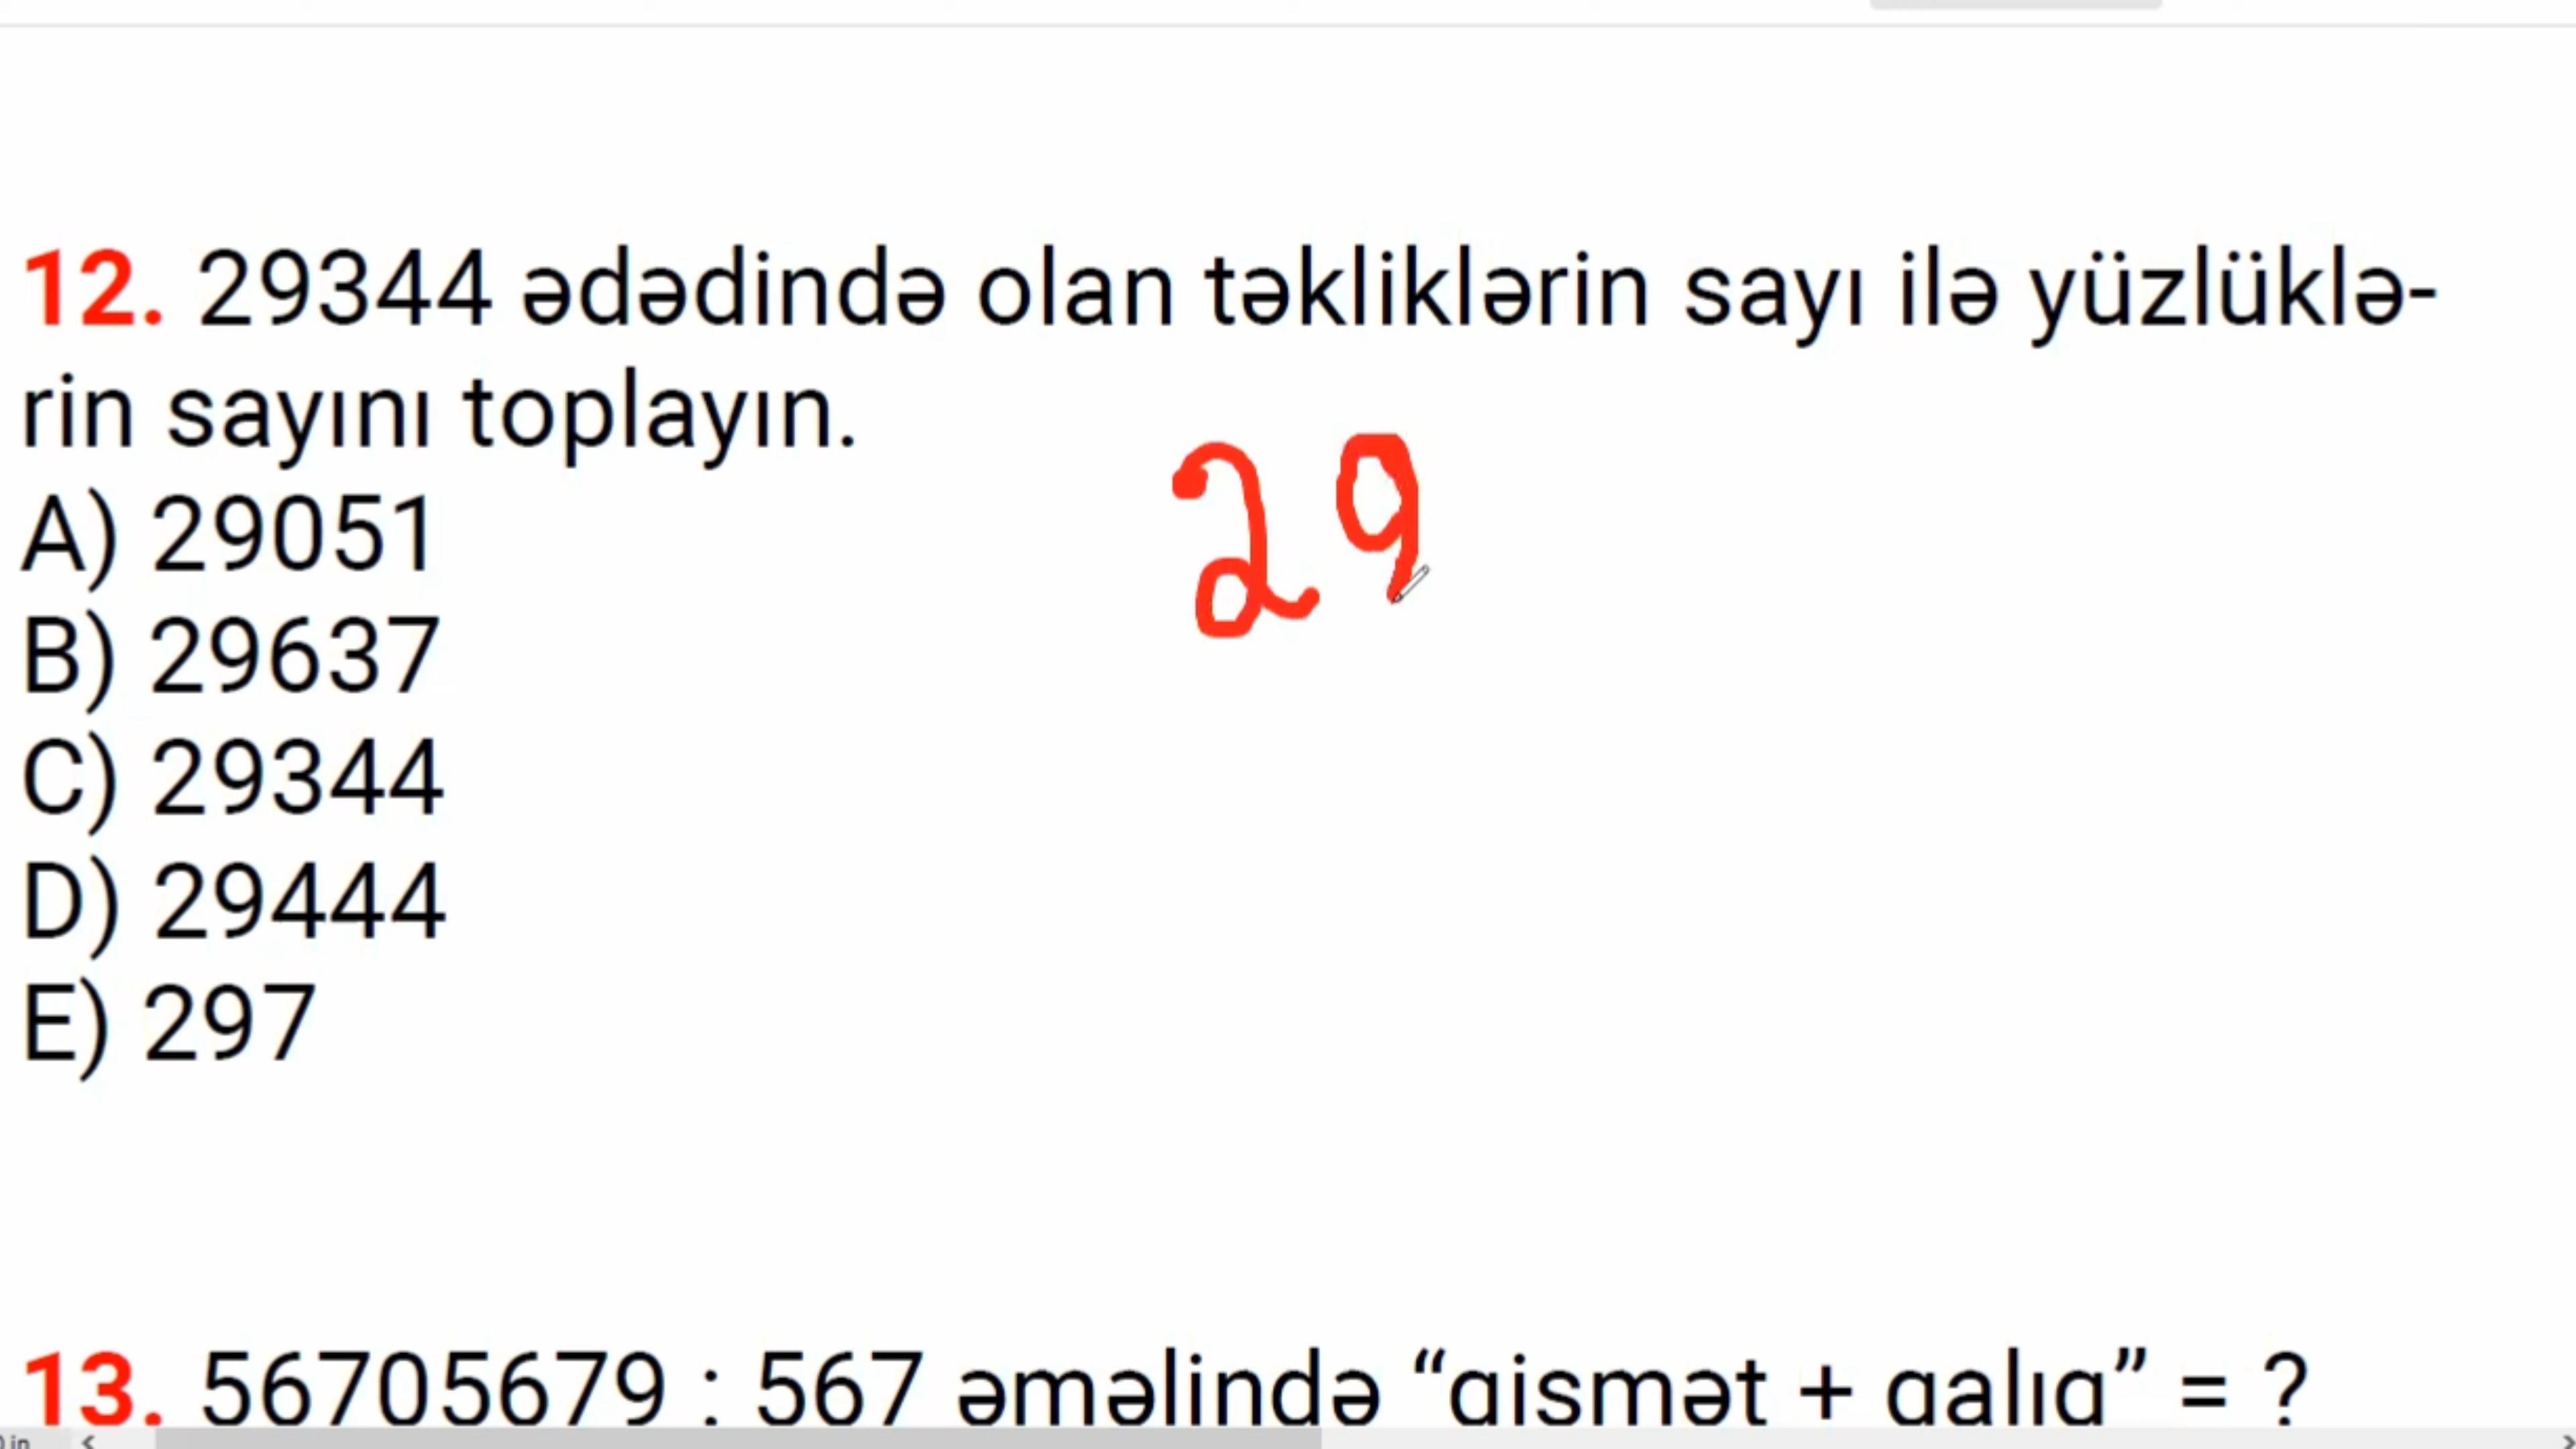 12. 29344 ədədində olan təkliklərin sayı ilə yüzlüklə-
rin sayını toplayın.
29
A) 29051
B) 29637
C) 29344
D) 29444
E) 297
13. 56705679 : 567 əməlində “qismət + qalıq” = ?